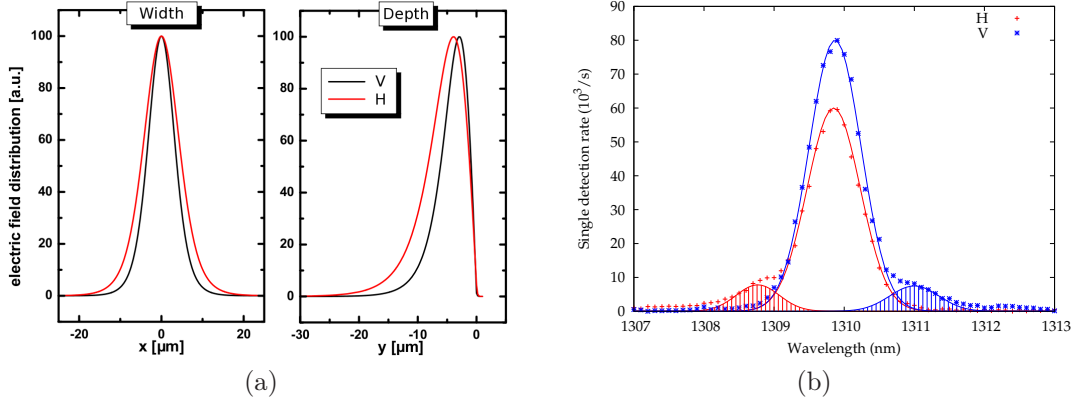 Width
Depth
electric field distribution [a.u.]
100
80
60
40
20
0
-20
0
20
x [µm]
V
H
100
80
60
40
20
0
-30
-20
-10
0
y [µm]
(a)
Single detection rate (10³/s)
90
80
70
60
50
40
30
20
10
0
H
V
1307
1308
1309
1310
1311
1312
1313
Wavelength (nm)
(b)